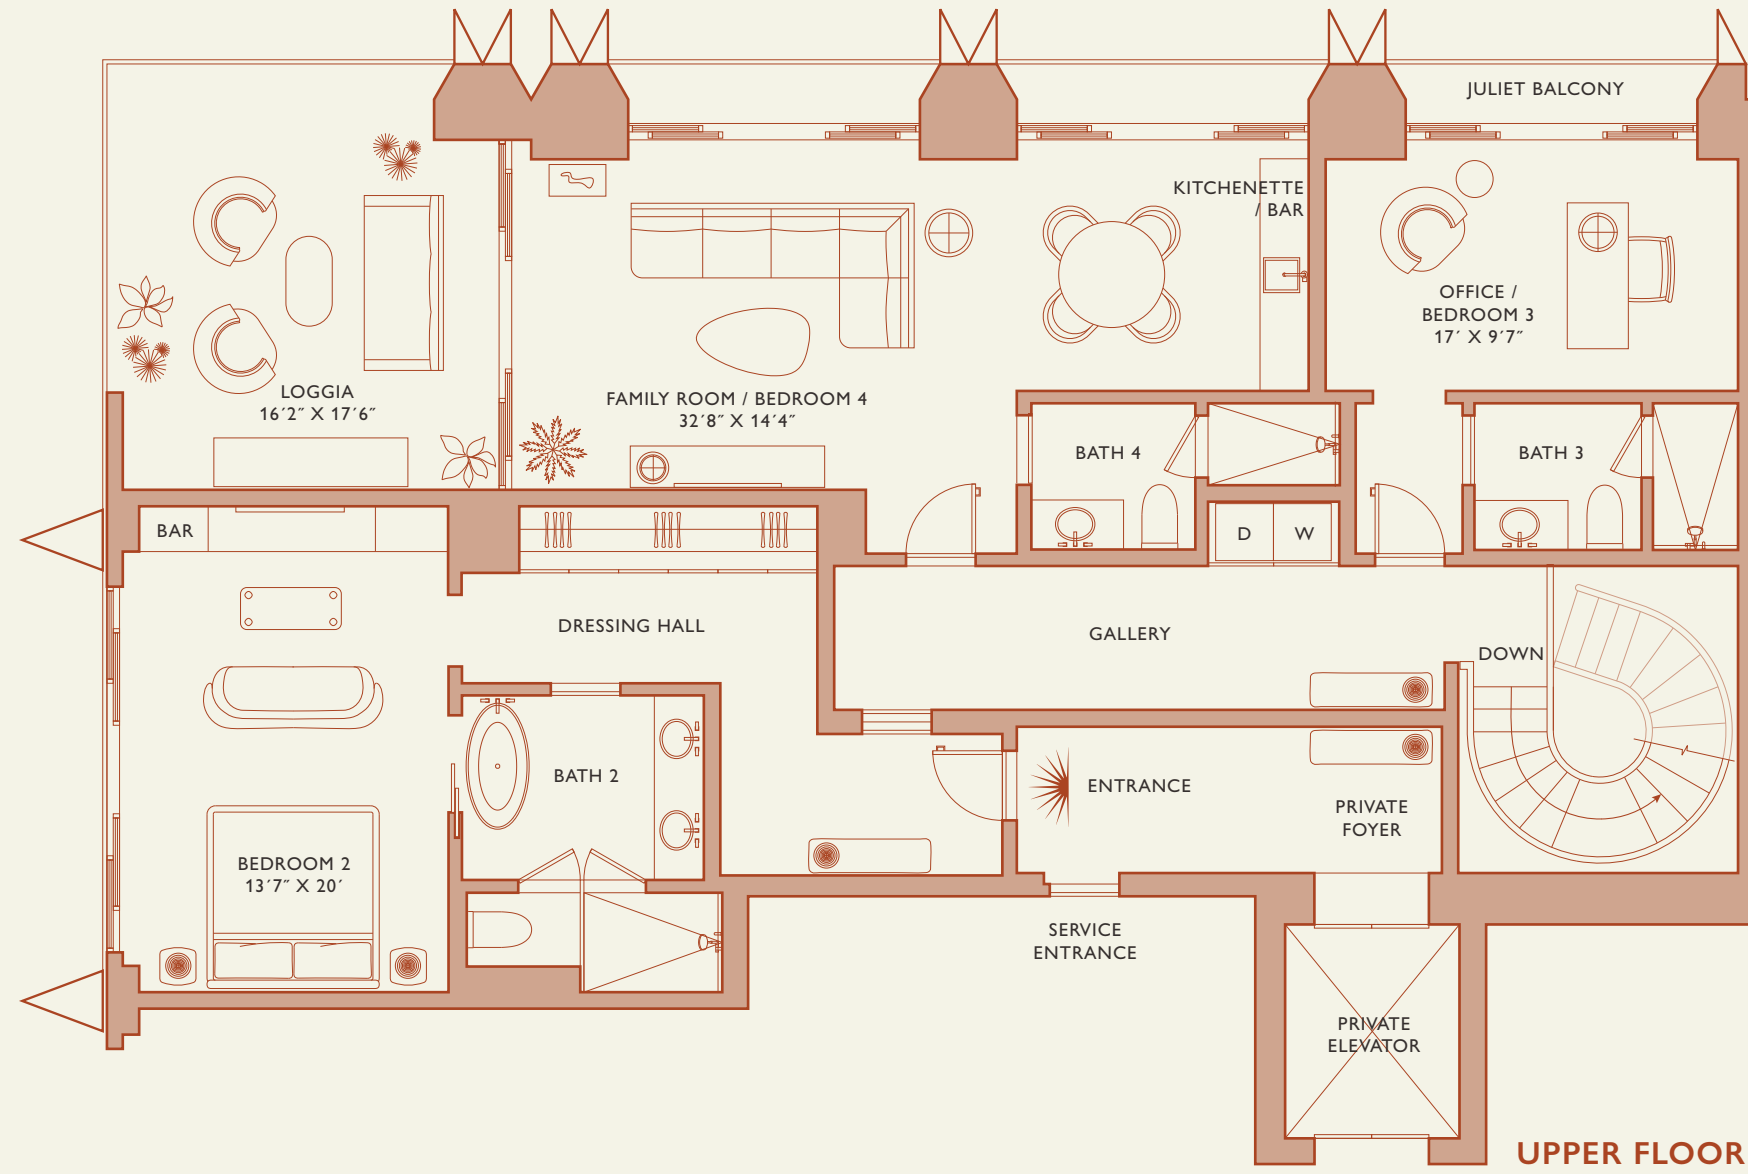 JULIET BALCONY
KITCHENETTE
/ BAR
OFFICE /
BEDROOM 3
17´ X 9´7˝
LOGGIA
16´2˝ X 17´6˝
FAMILY ROOM / BEDROOM 4
32´8˝ X 14´4˝
BATH 4
BATH 3
BAR
D
W
DRESSING HALL
GALLERY
DOWN
BATH 2
ENTRANCE
PRIVATE
FOYER
BEDROOM 2
13´7˝ X 20´
SERVICE
ENTRANCE
PRIVATE
ELEVATOR
UPPER FLOOR